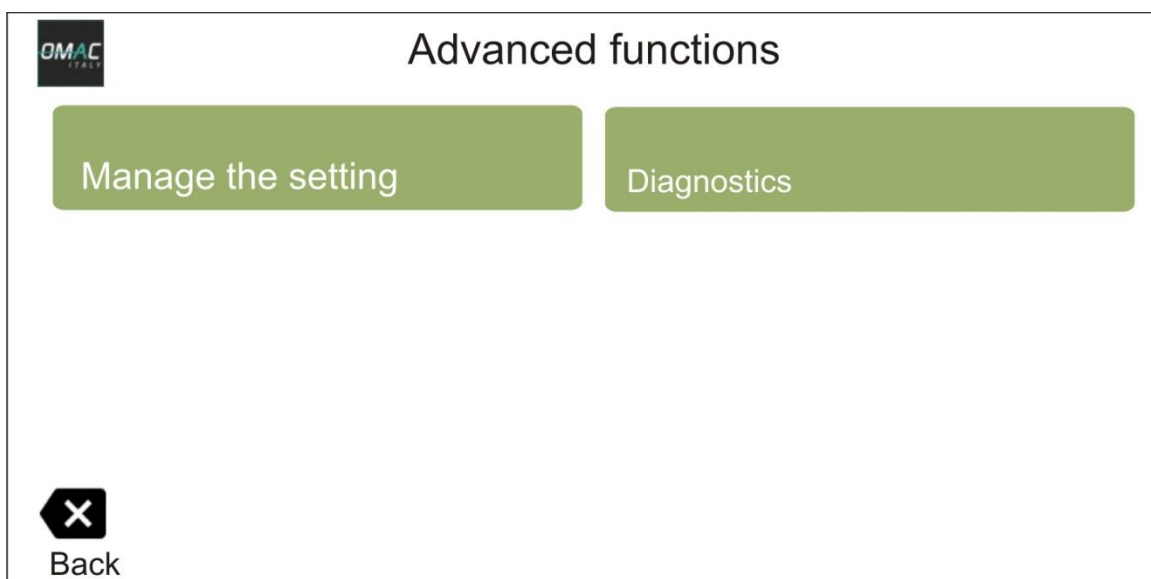 OMAC
ITALY
Advanced functions
Manage the setting
Diagnostics
Back